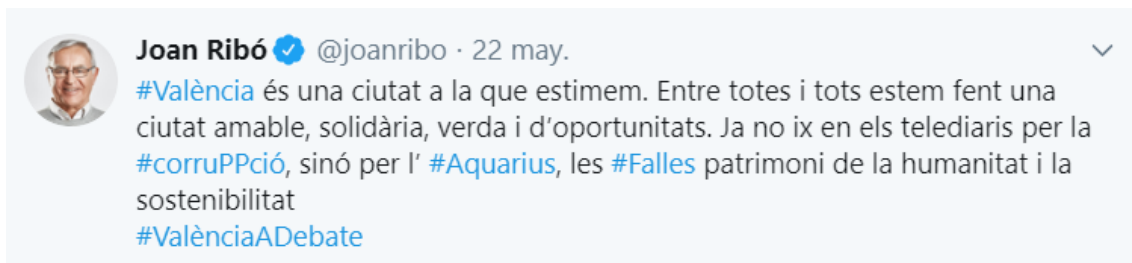 Joan Ribó @joanribo · 22 may.
#València és una ciutat a la que estimem. Entre totes i tots estem fent una
ciutat amable, solidària, verda i d’oportunitats. Ja no ix en els telediaris per la
#corruPPció, sinó per l’ #Aquarius, les #Falles patrimoni de la humanitat i la
sostenibilitat
#ValènciaADebate